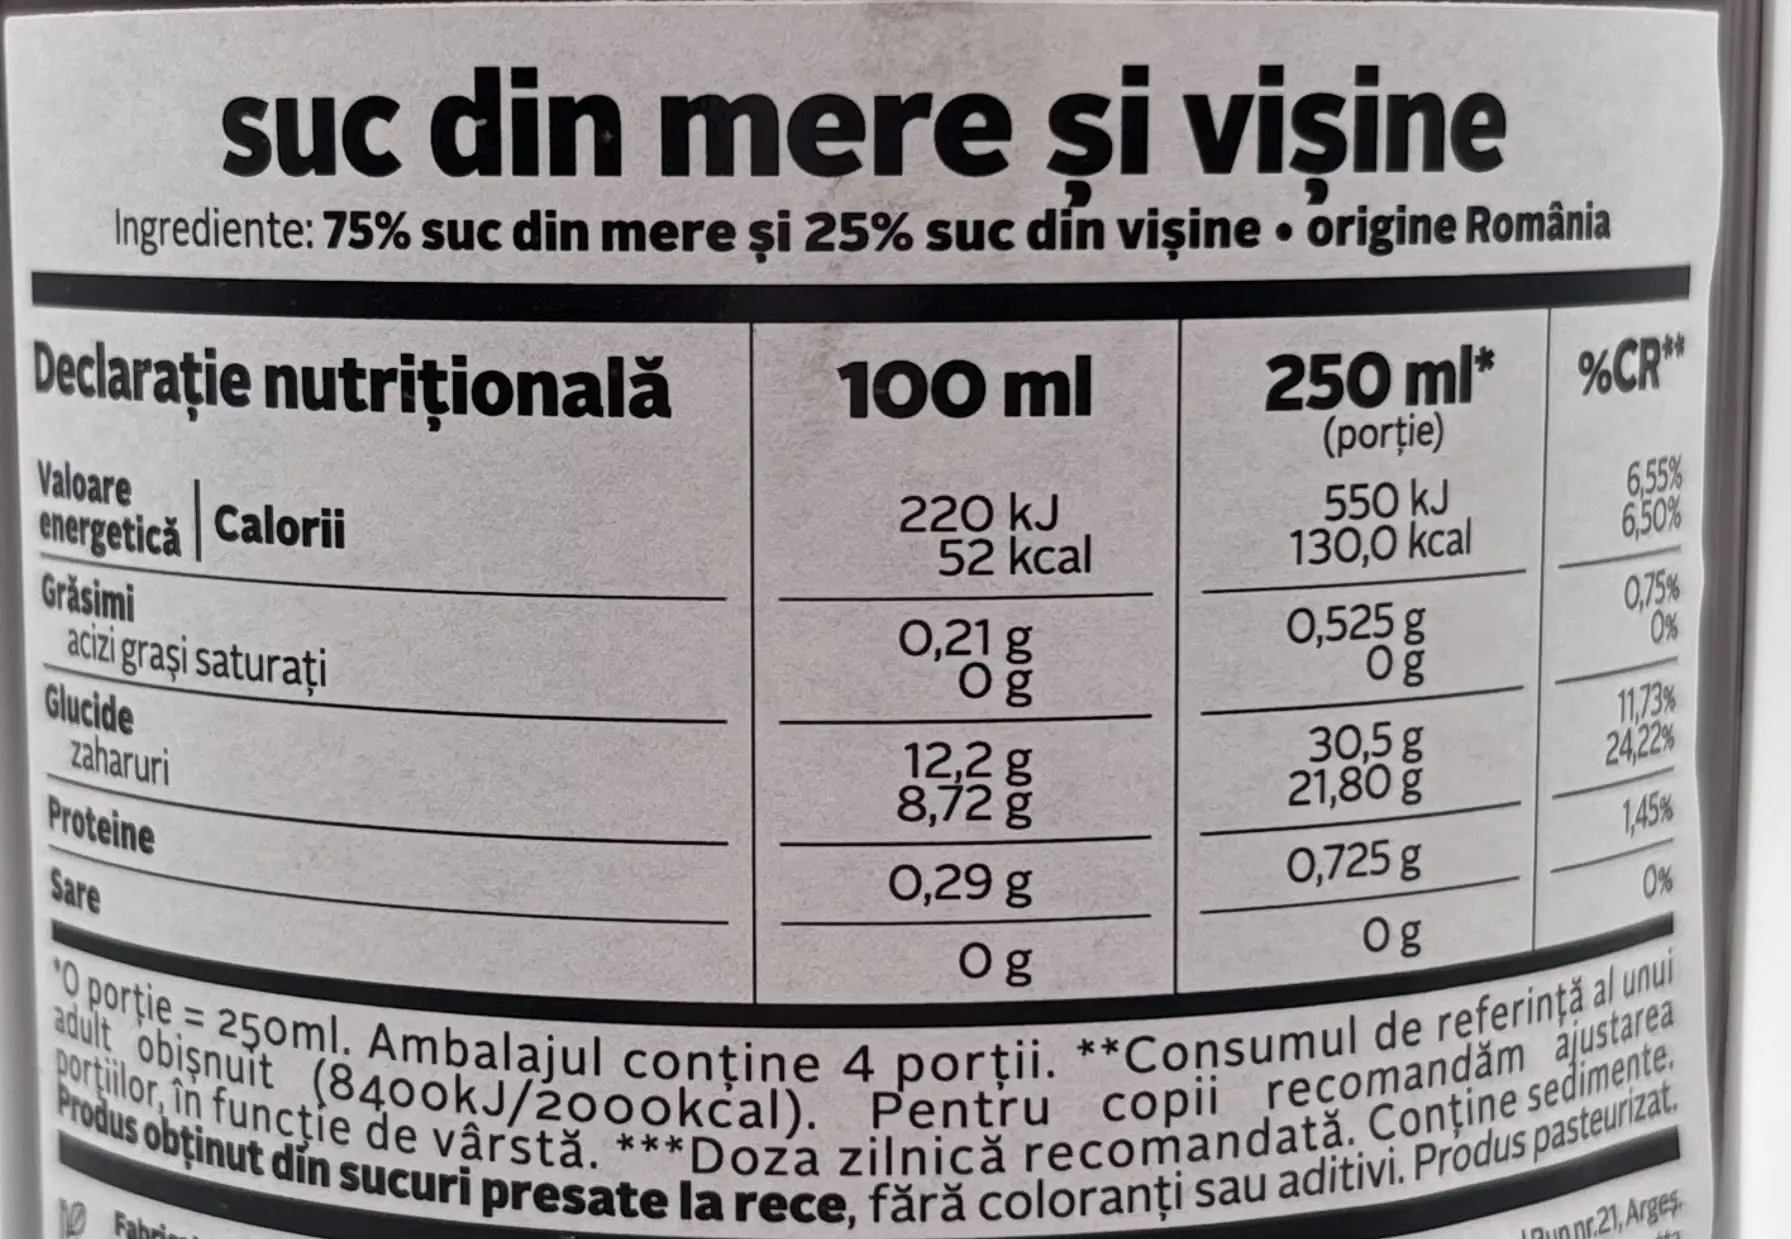 suc din mere și vișine
Ingrediente: 75% suc din mere și 25% suc din vișine • origine România
Declarație nutrițională 100 ml 250 ml* %CR**
(porție)
Valoare energetică | Calorii 220 kJ 550 kJ 6,55%
52 kcal 130,0 kcal 6,50%
Grăsimi 0,21 g 0,525 g 0,75%
acizi grași saturați 0 g 0 g 0%
Glucide 12,2 g 30,5 g 11,73%
zaharuri 8,72 g 21,80 g 24,22%
Proteine 0,29 g 0,725 g 1,45%
Sare 0 g 0 g 0%
*O porție = 250ml. Ambalajul conține 4 porții. **Consumul de referință al unui
adult obișnuit (8400kJ/2000kcal). Pentru copii recomandăm ajustarea
porțiilor, în funcție de vârstă. ***Doza zilnică recomandată. Conține sedimente.
Produs obținut din sucuri presate la rece, fără coloranți sau aditivi. Produs pasteurizat.
nr.21, Argeș,